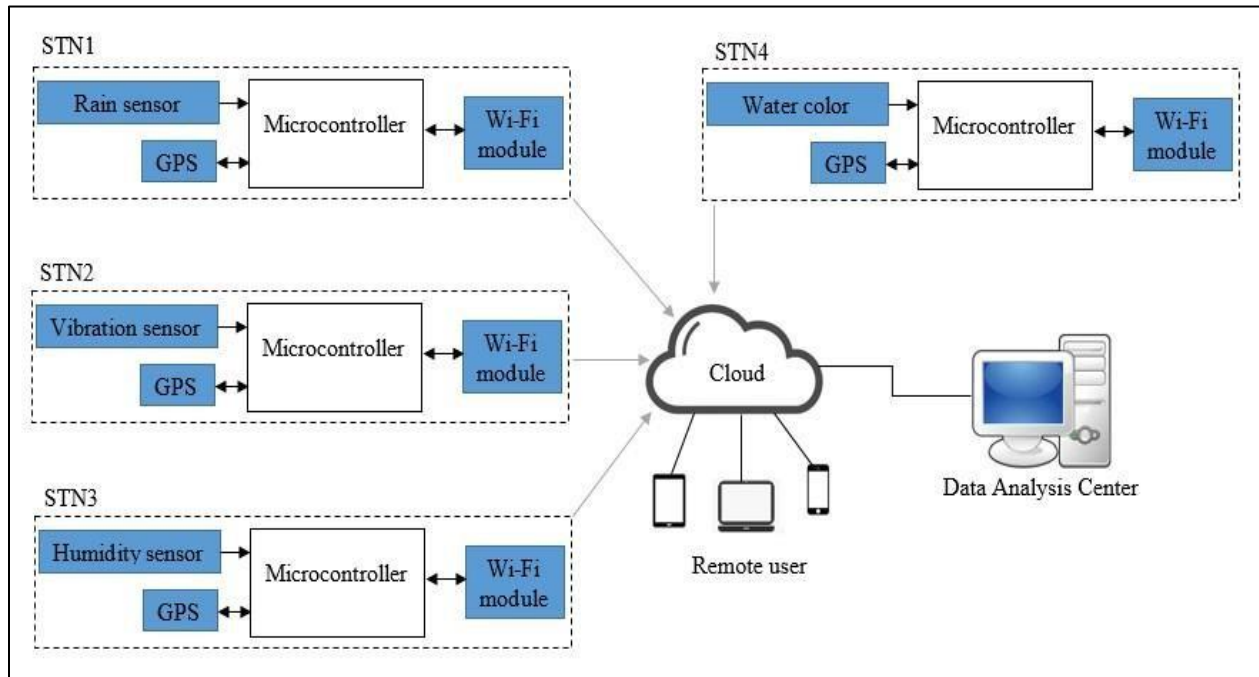 STN1
Rain sensor
GPS
Microcontroller
Wi-Fi
module
STN4
Water color
GPS
Microcontroller
Wi-Fi
module
STN2
Vibration sensor
GPS
Microcontroller
Wi-Fi
module
Cloud
Data Analysis Center
Remote user
STN3
Humidity sensor
GPS
Microcontroller
Wi-Fi
module